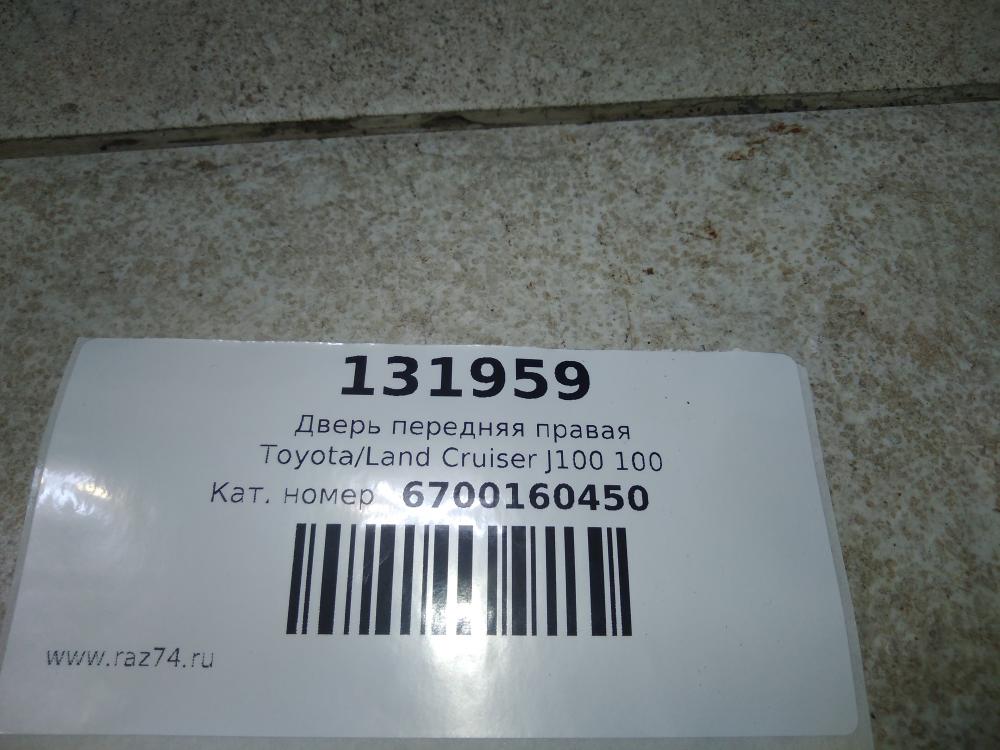 131959
Дверь передняя правая
Toyota/Land Cruiser J100 100
Кат. номер 6700160450
www.raz74.ru